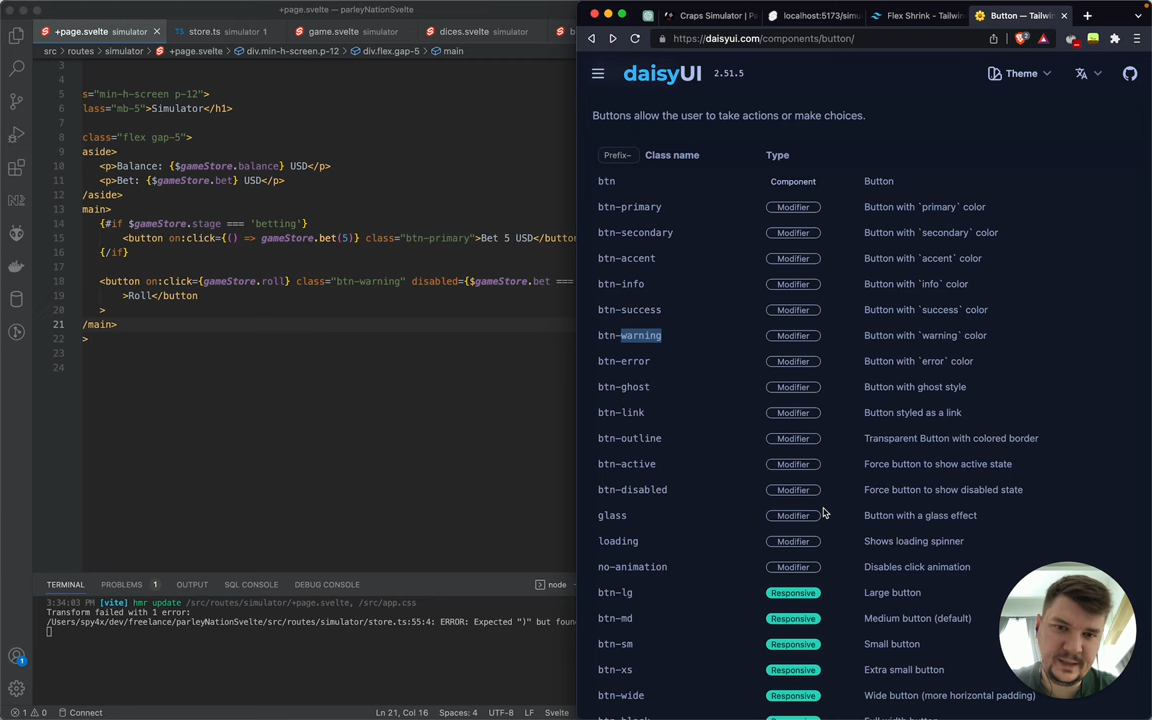 +page.svelte — parleyNationSvelte
+page.svelte simulator
store.ts simulator 1
game.svelte simulator
dices.svelte simulator
src > routes > simulator > +page.svelte > div.min-h-screen.p-12 > div.flex.gap-5 > main
3
4
5 s="min-h-screen p-12">
6 lass="mb-5">Simulator</h1>
7
8 class="flex gap-5">
9 aside>
10 <p>Balance: {$gameStore.balance} USD</p>
11 <p>Bet: {$gameStore.bet} USD</p>
12 /aside>
13 main>
14 {#if $gameStore.stage === 'betting'}
15 <button on:click={() => gameStore.bet(5)} class="btn-primary">Bet 5 USD</button
16 {/if}
17
18 <button on:click={gameStore.roll} class="btn-warning" disabled={$gameStore.bet ===
19 >Roll</button
20 >
21 /main>
22 >
23
24
TERMINAL PROBLEMS 1 OUTPUT SQL CONSOLE DEBUG CONSOLE node
3:34:03 PM [vite] hmr update /src/routes/simulator/+page.svelte, /src/app.css
Transform failed with 1 error:
/Users/spy4x/dev/freelance/parleyNationSvelte/src/routes/simulator/store.ts:55:4: ERROR: Expected ")" but foun
1
1 0 Connect Ln 21, Col 16 Spaces: 4 UTF-8 LF Svelte
Craps Simulator | Pa
localhost:5173/simu
Flex Shrink - Tailwin
Button — Tailwi
https://daisyui.com/components/button/
2
daisyUI 2.51.5 Theme
Buttons allow the user to take actions or make choices.
Prefix- Class name Type
btn Component Button
btn-primary Modifier Button with `primary` color
btn-secondary Modifier Button with `secondary` color
btn-accent Modifier Button with `accent` color
btn-info Modifier Button with `info` color
btn-success Modifier Button with `success` color
btn-warning Modifier Button with `warning` color
btn-error Modifier Button with `error` color
btn-ghost Modifier Button with ghost style
btn-link Modifier Button styled as a link
btn-outline Modifier Transparent Button with colored border
btn-active Modifier Force button to show active state
btn-disabled Modifier Force button to show disabled state
glass Modifier Button with a glass effect
loading Modifier Shows loading spinner
no-animation Modifier Disables click animation
btn-lg Responsive Large button
btn-md Responsive Medium button (default)
btn-sm Responsive Small button
btn-xs Responsive Extra small button
btn-wide Responsive Wide button (more horizontal padding)